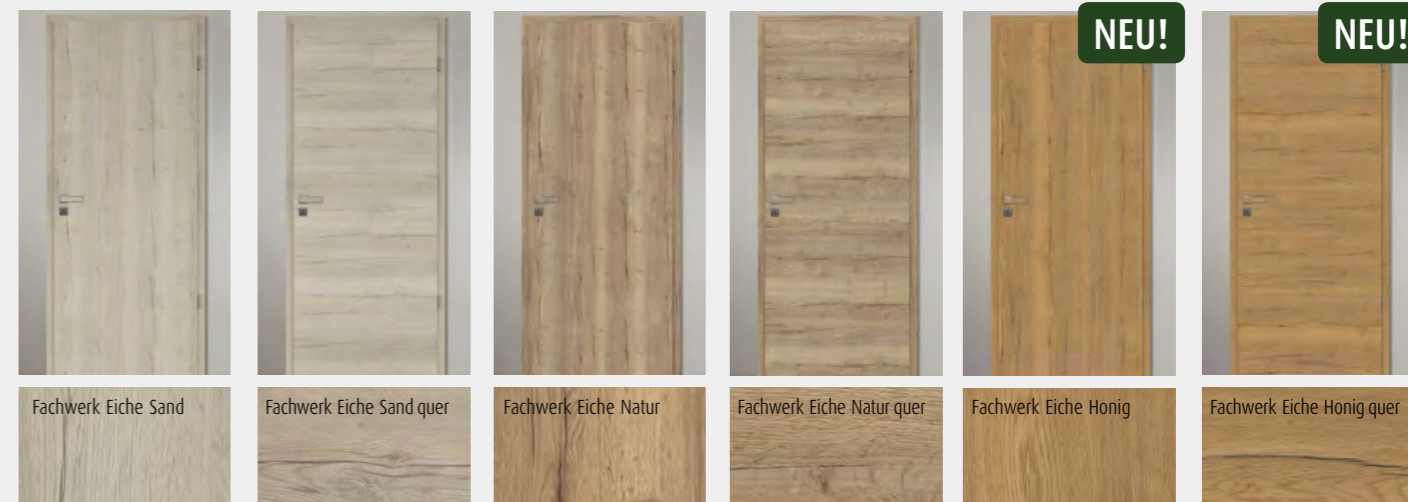 NEU!
NEU!
Fachwerk Eiche Sand
Fachwerk Eiche Sand quer
Fachwerk Eiche Natur
Fachwerk Eiche Natur quer
Fachwerk Eiche Honig
Fachwerk Eiche Honig quer